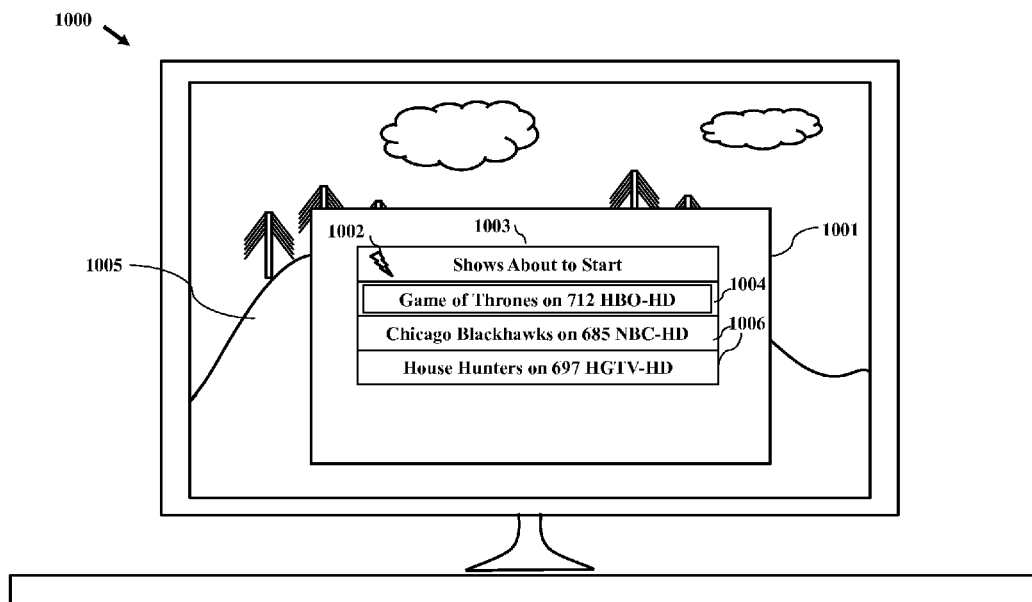 1000
1002
1003
1001
Shows About to Start
1005
1004
Game of Thrones on 712 HBO-HD
1006
Chicago Blackhawks on 685 NBC-HD
House Hunters on 697 HGTV-HD